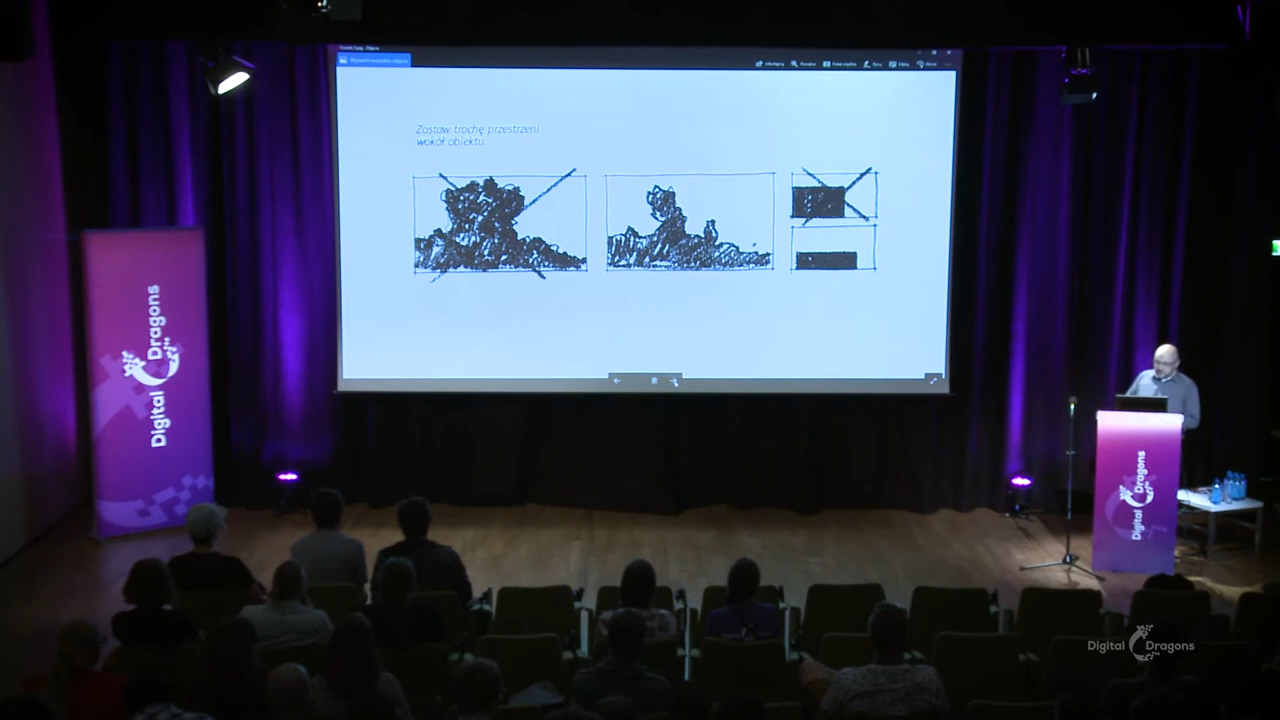 Zostaw trochę przestrzeni
wokół obiektu.
Digital Dragons
Digital Dragons
Digital Dragons